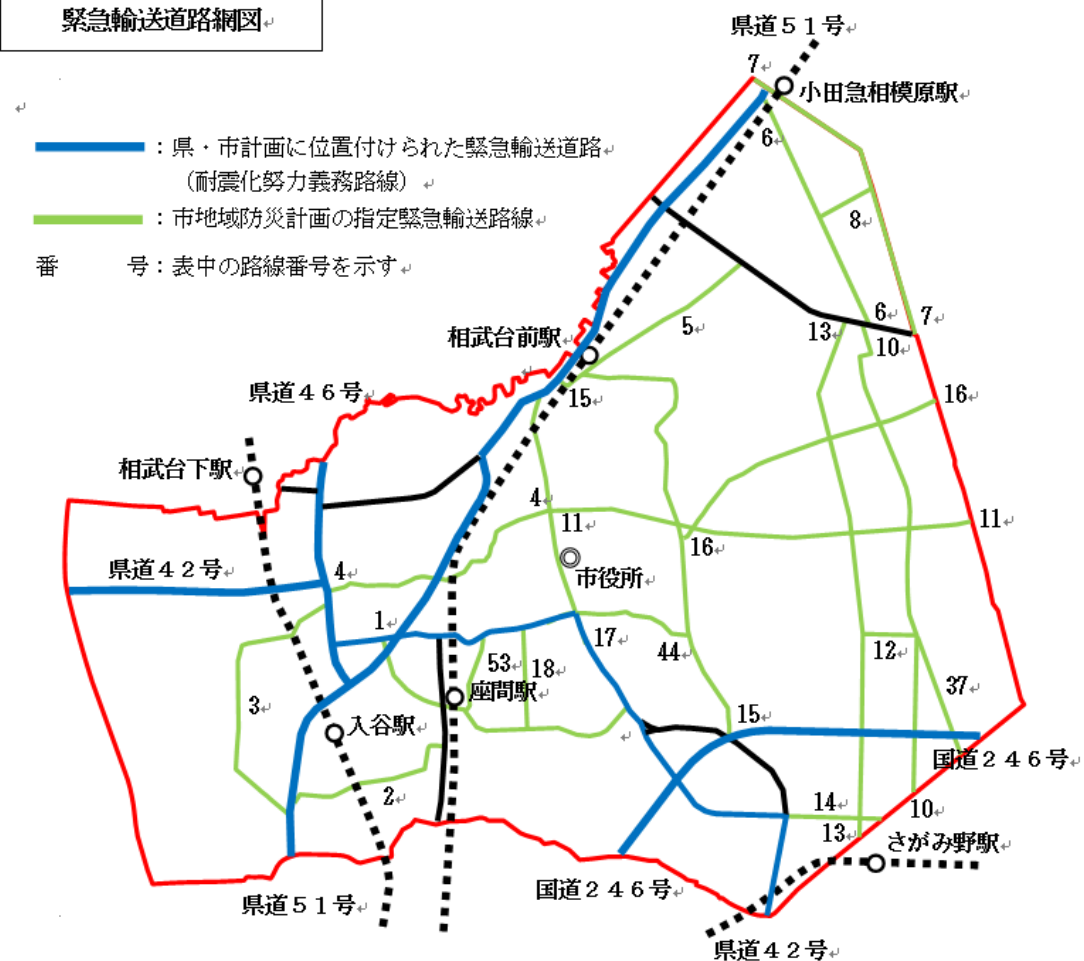 緊急輸送道路網図
：県・市計画に位置付けられた緊急輸送道路
（耐震化努力義務路線）
：市地域防災計画の指定緊急輸送路線
番　　号：表中の路線番号を示す
県道５１号
7
小田急相模原駅
6
8
5
13
6
7
10
相武台前駅
15
16
県道４６号
相武台下駅
4
11
11
16
市役所
県道４２号
4
1
17
44
53
18
12
37
座間駅
3
入谷駅
15
国道２４６号
2
14
10
13
さがみ野駅
県道５１号
国道２４６号
県道４２号